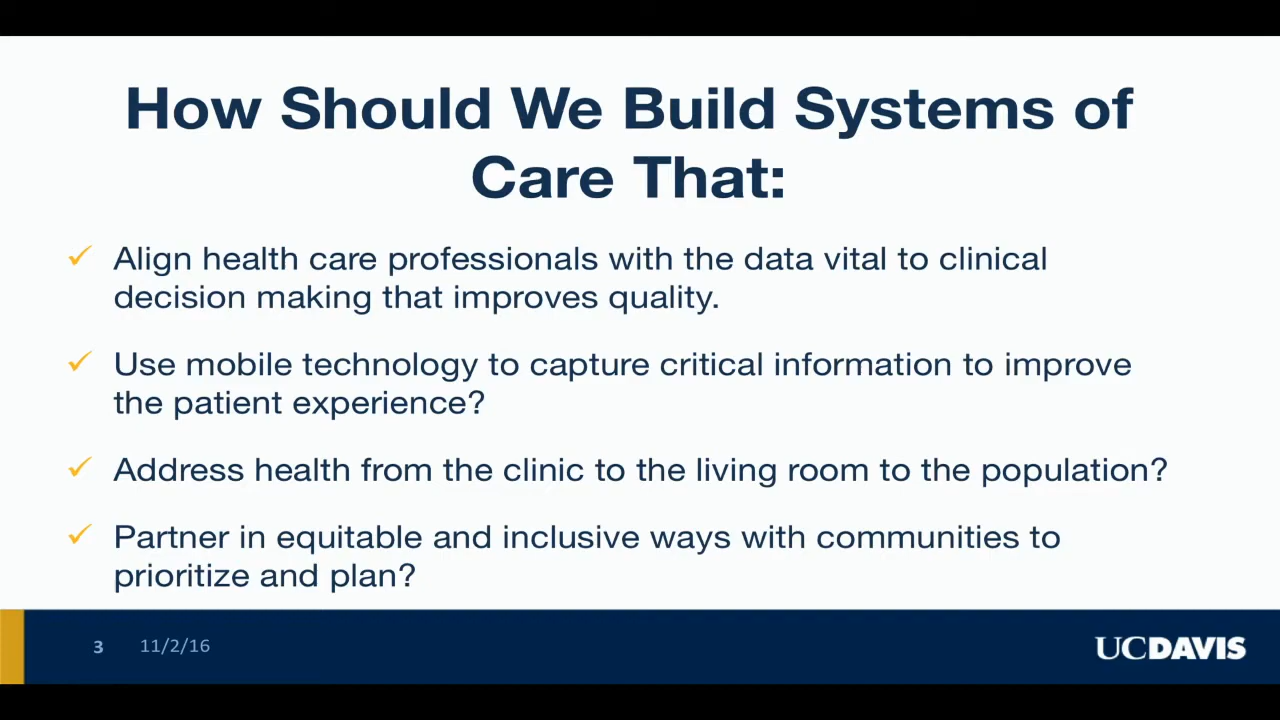 How Should We Build Systems of
Care That:
Align health care professionals with the data vital to clinical
decision making that improves quality.
Use mobile technology to capture critical information to improve
the patient experience?
Address health from the clinic to the living room to the population?
Partner in equitable and inclusive ways with communities to
prioritize and plan?
3 11/2/16
UCDAVIS